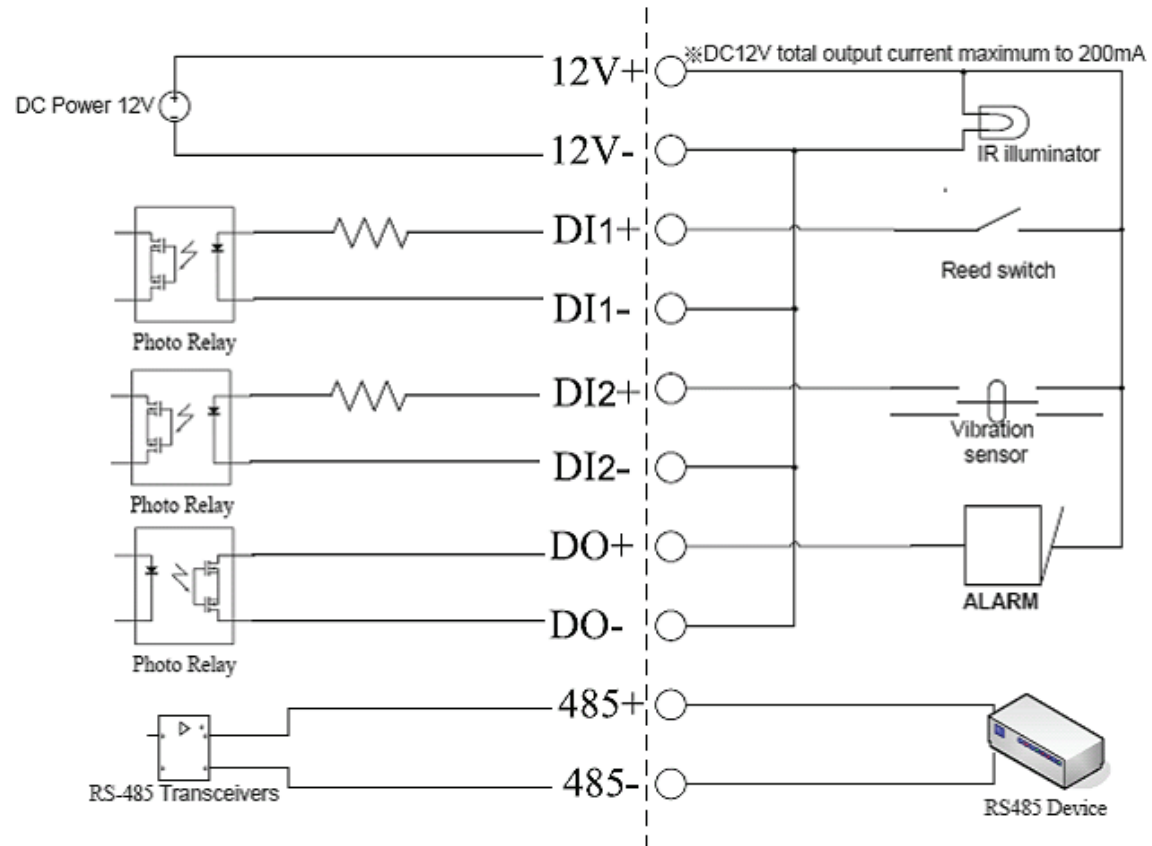 ※DC12V total output current maximum to 200mA
12V+
DC Power 12V
12V-
IR illuminator
DI1+
Reed switch
DI1-
Photo Relay
DI2+
Vibration
sensor
DI2-
Photo Relay
DO+
ALARM
DO-
Photo Relay
485+
485-
RS-485 Transceivers
RS485 Device